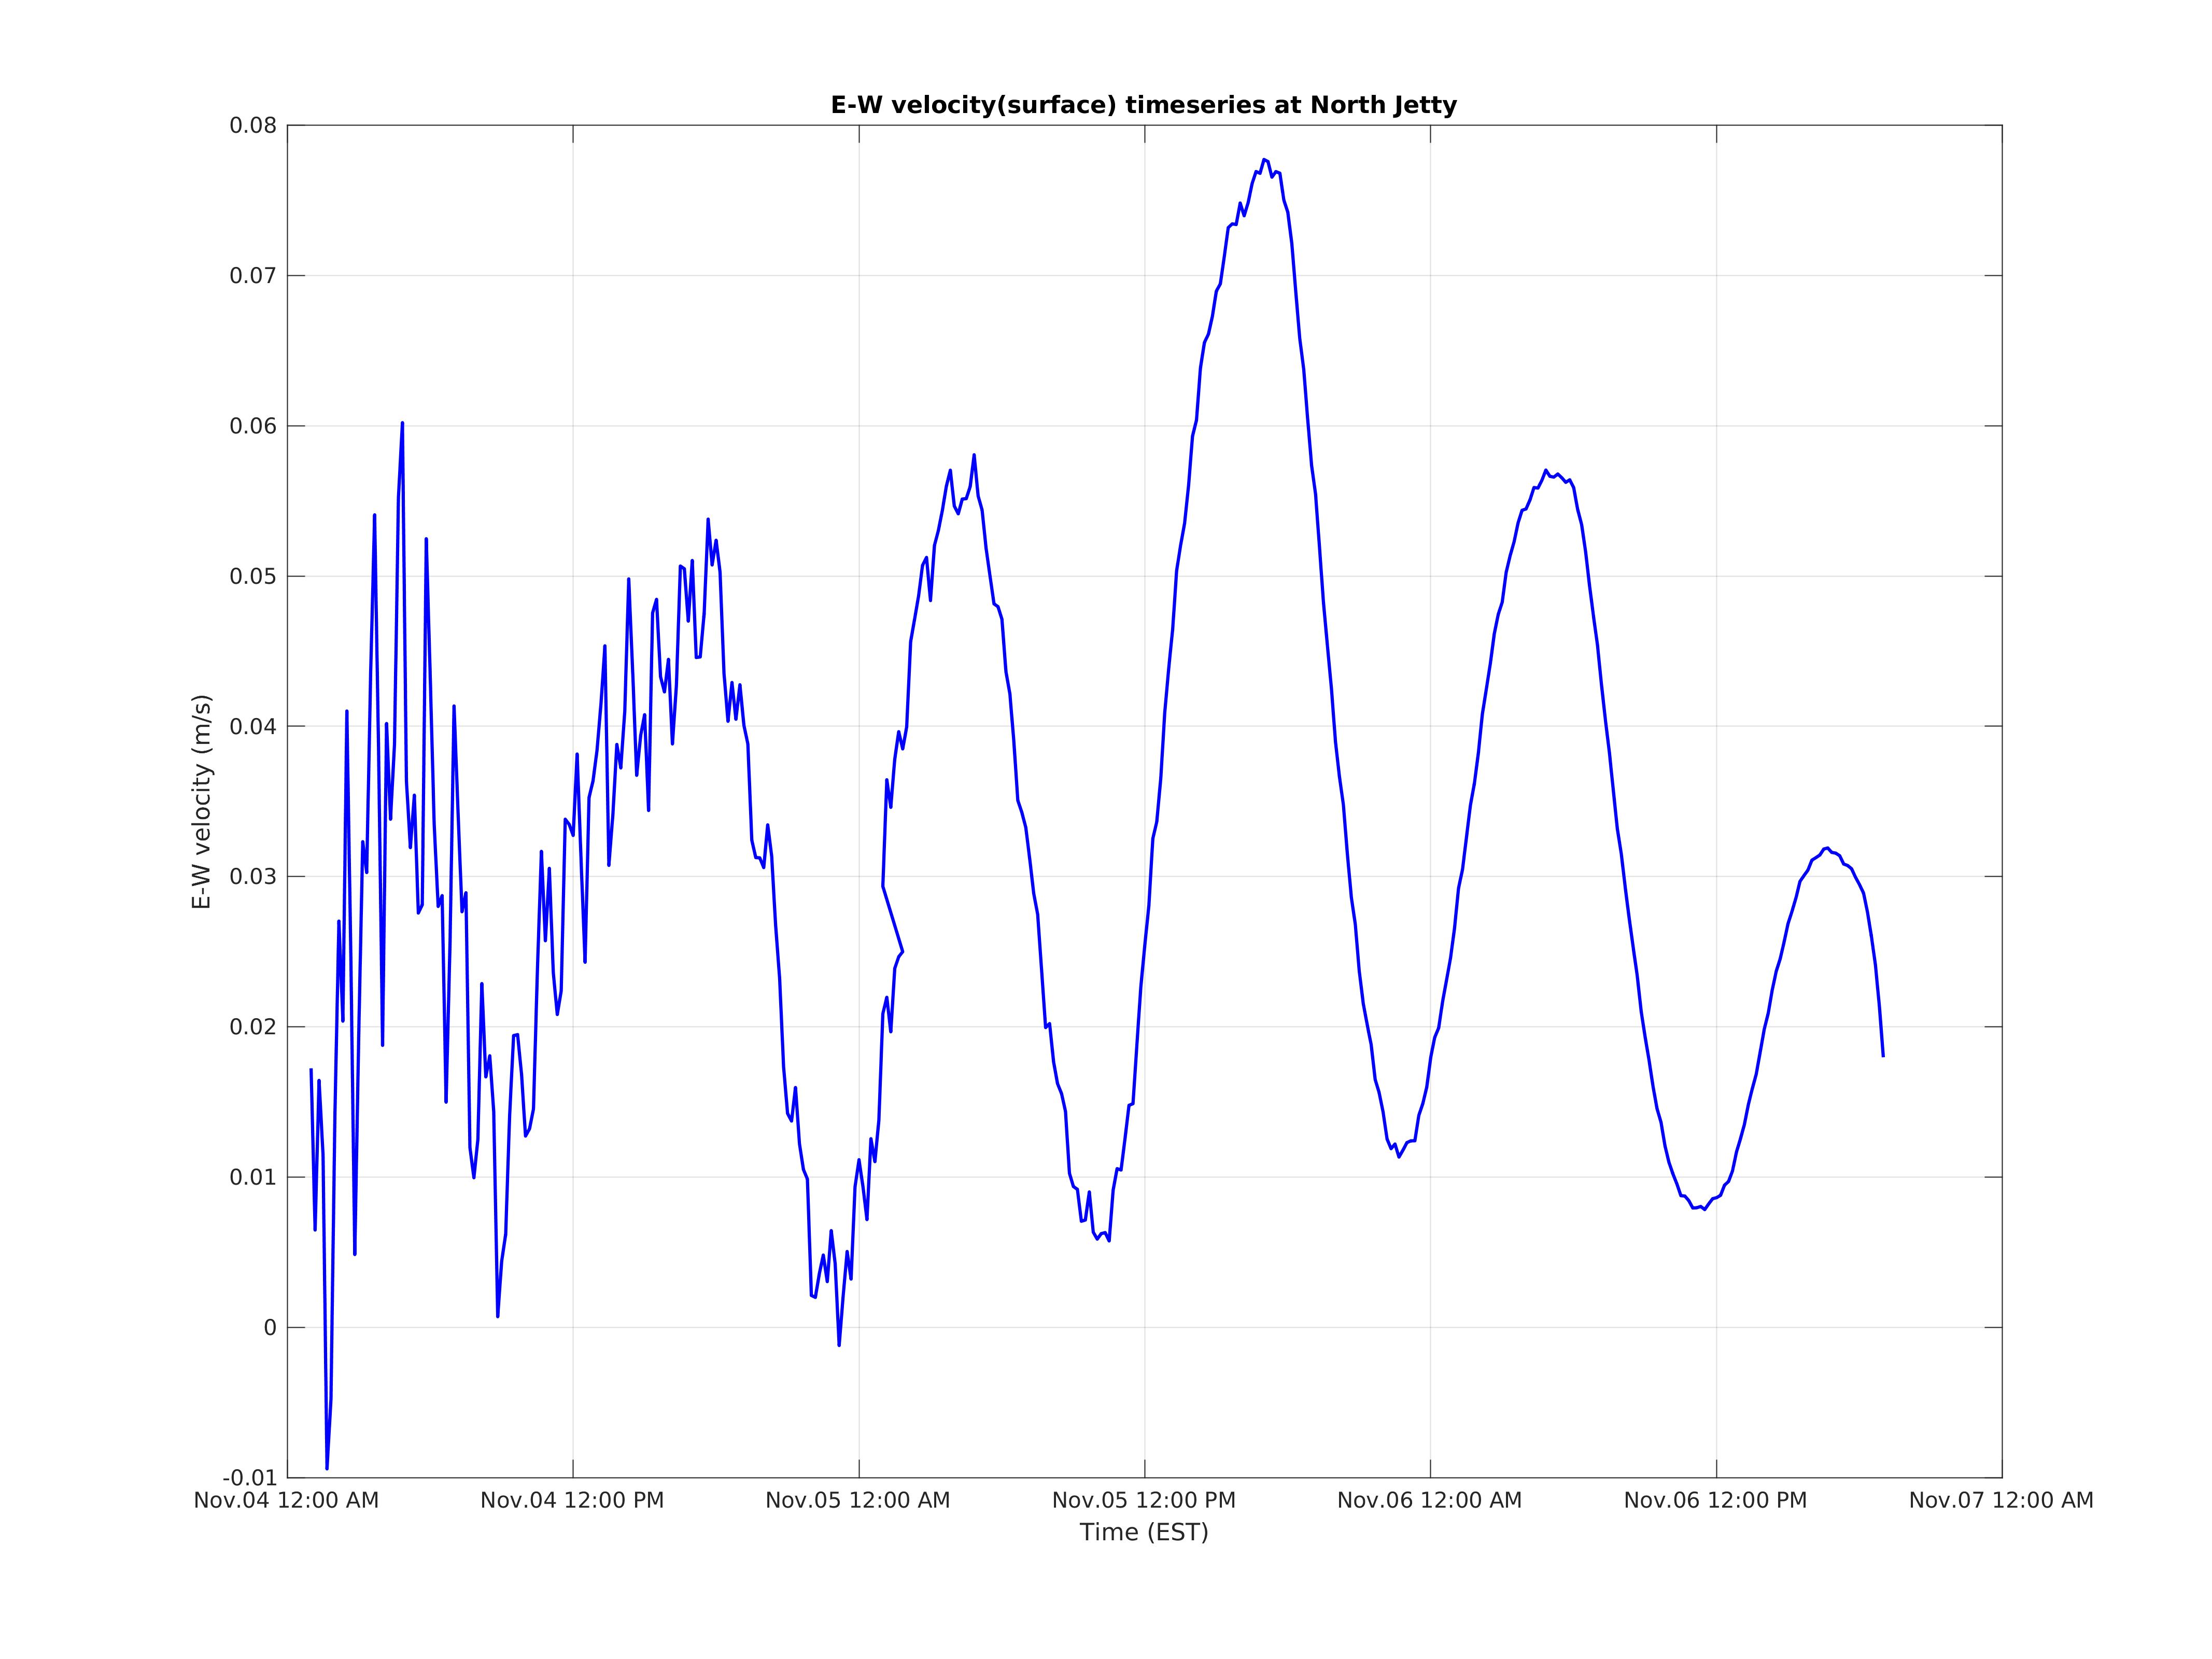 E-W velocity(surface) timeseries at North Jetty
0.08
0.07
0.06
0.05
0.04
0.03
0.02
0.01
0
-0.01
E-W velocity (m/s)
Nov.04 12:00 AM Nov.04 12:00 PM Nov.05 12:00 AM Nov.05 12:00 PM Nov.06 12:00 AM Nov.06 12:00 PM Nov.07 12:00 AM
Time (EST)